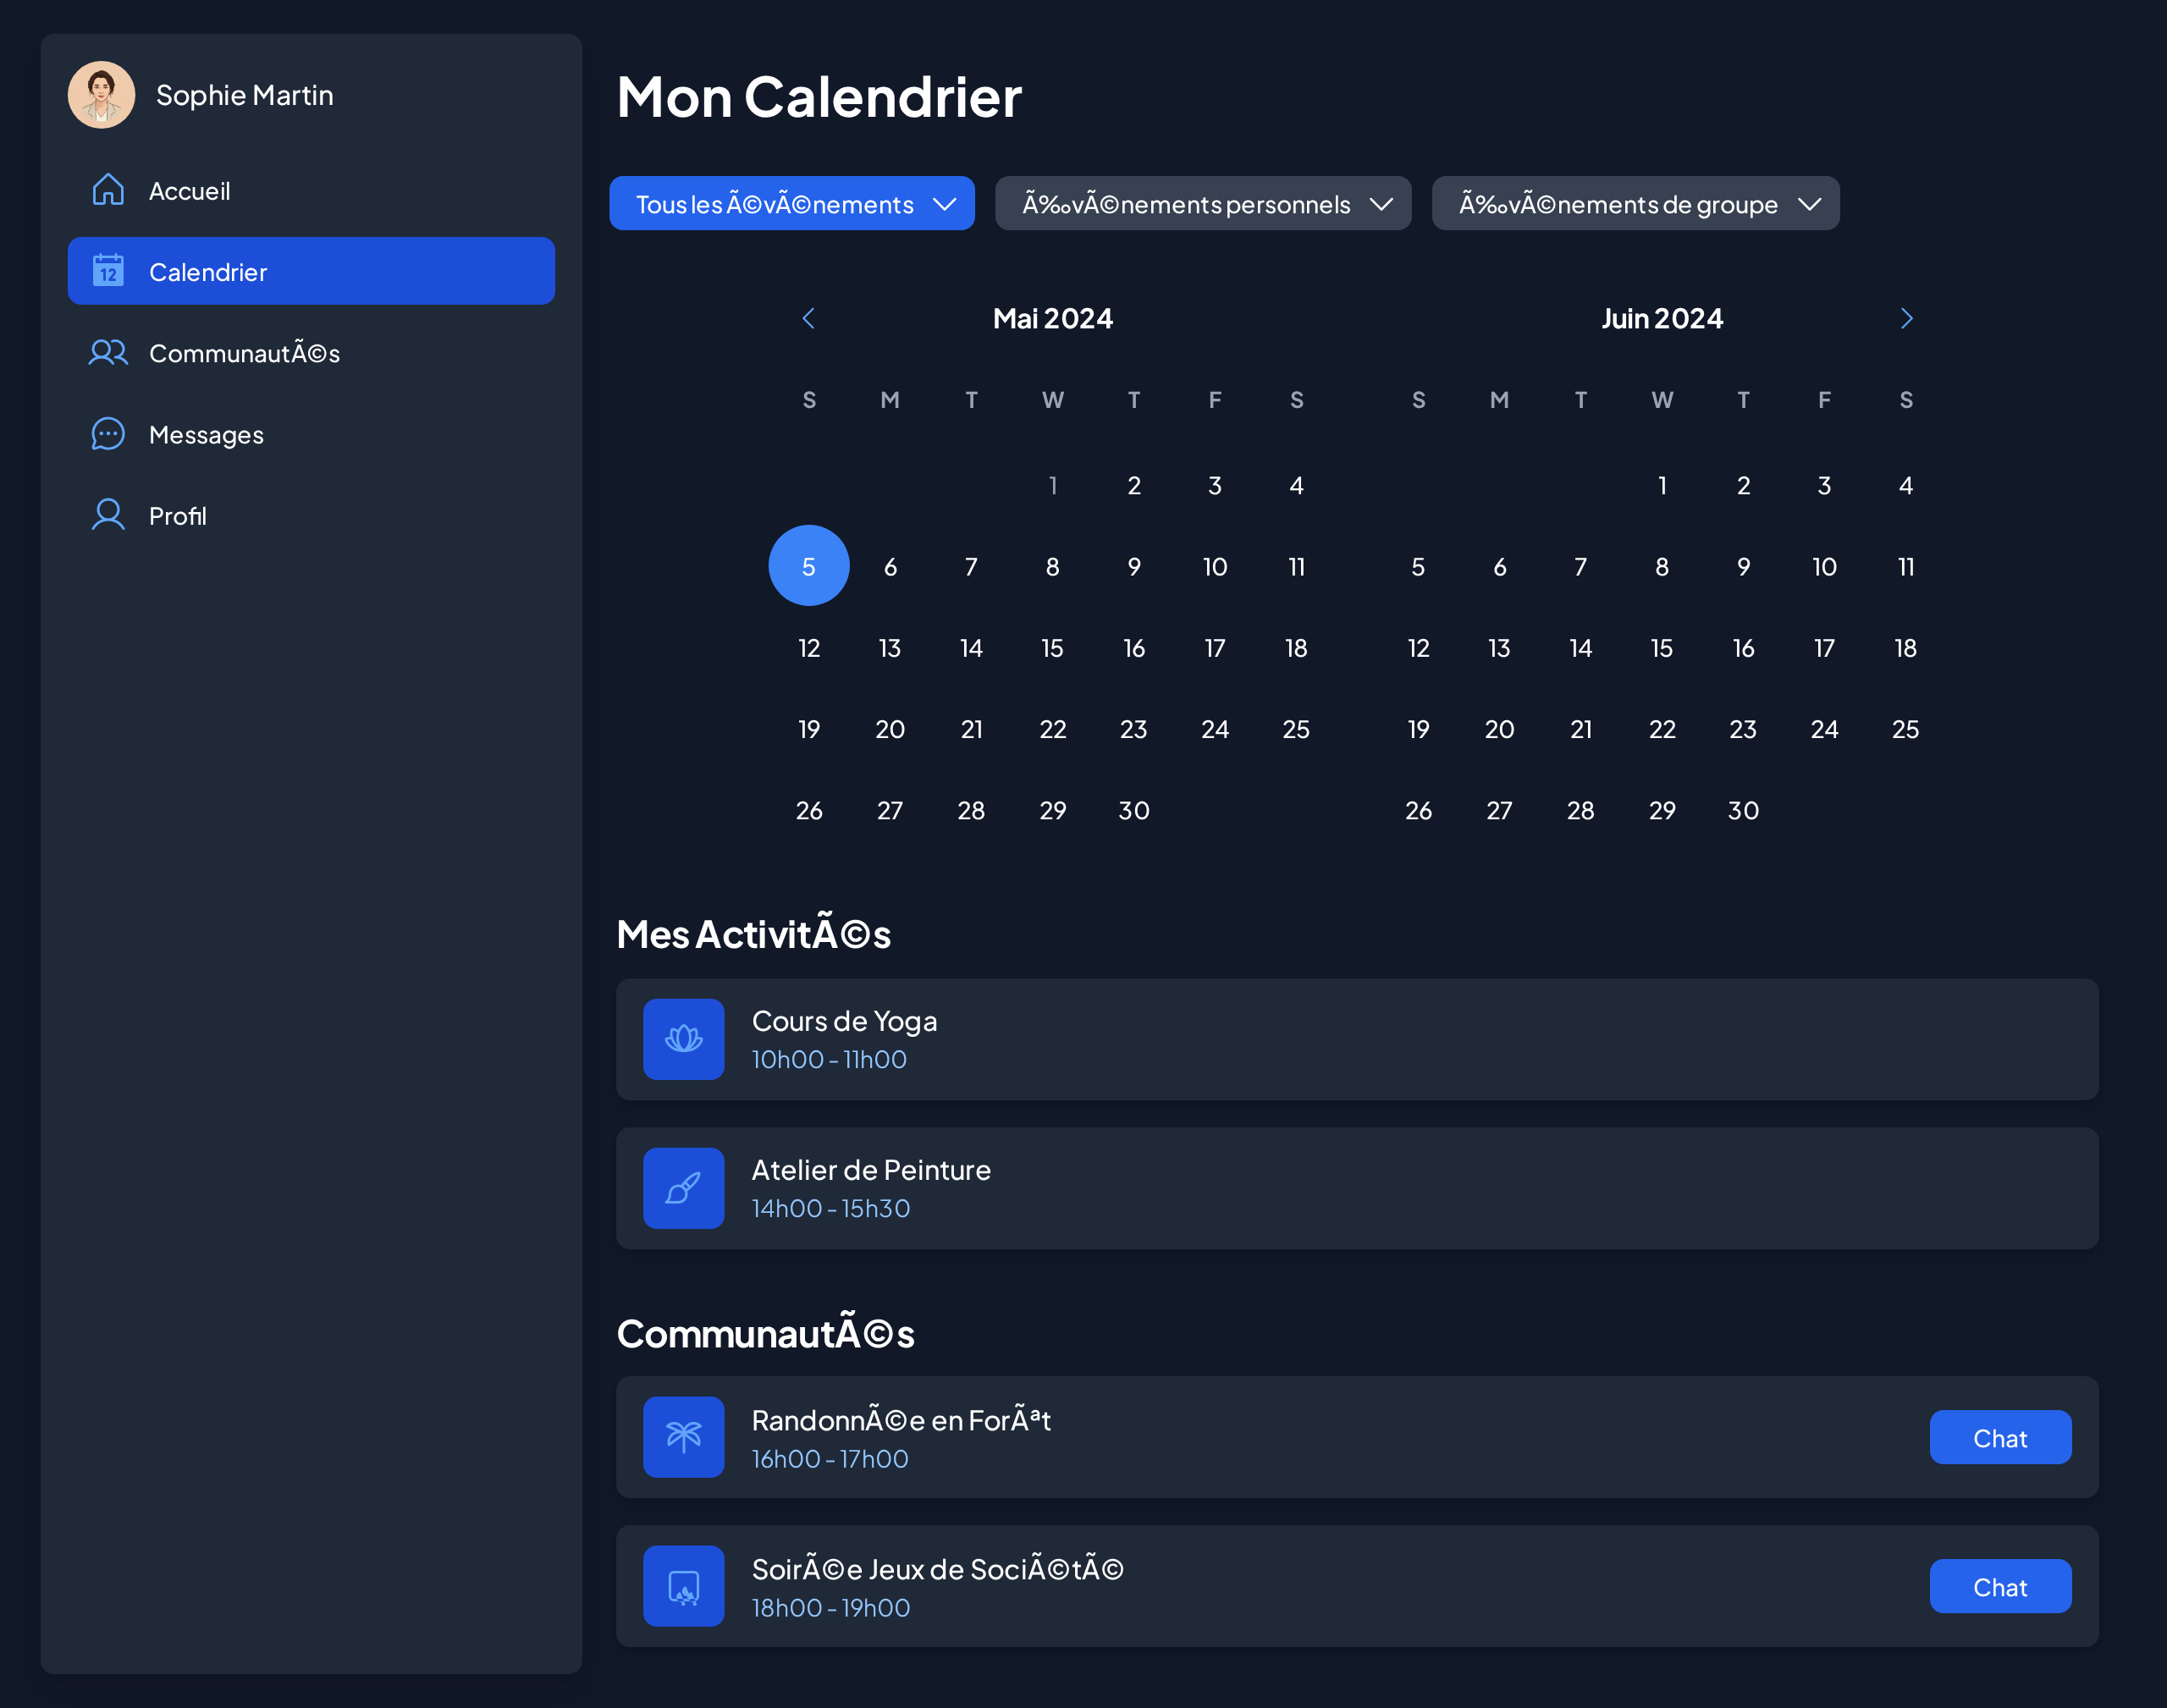 Sophie Martin
Accueil
12
Calendrier
CommunautÃ©s
Messages
Profil
Mon Calendrier
Tous les Ã©vÃ©nements
Ã‰vÃ©nements personnels
Ã‰vÃ©nements de groupe
Mai 2024
S M T W T F S
1 2 3 4
5 6 7 8 9 10 11
12 13 14 15 16 17 18
19 20 21 22 23 24 25
26 27 28 29 30
Juin 2024
S M T W T F S
1 2 3 4
5 6 7 8 9 10 11
12 13 14 15 16 17 18
19 20 21 22 23 24 25
26 27 28 29 30
Mes ActivitÃ©s
Cours de Yoga
10h00 - 11h00
Atelier de Peinture
14h00 - 15h30
CommunautÃ©s
RandonnÃ©e en ForÃªt
16h00 - 17h00
Chat
SoirÃ©e Jeux de SociÃ©tÃ©
18h00 - 19h00
Chat